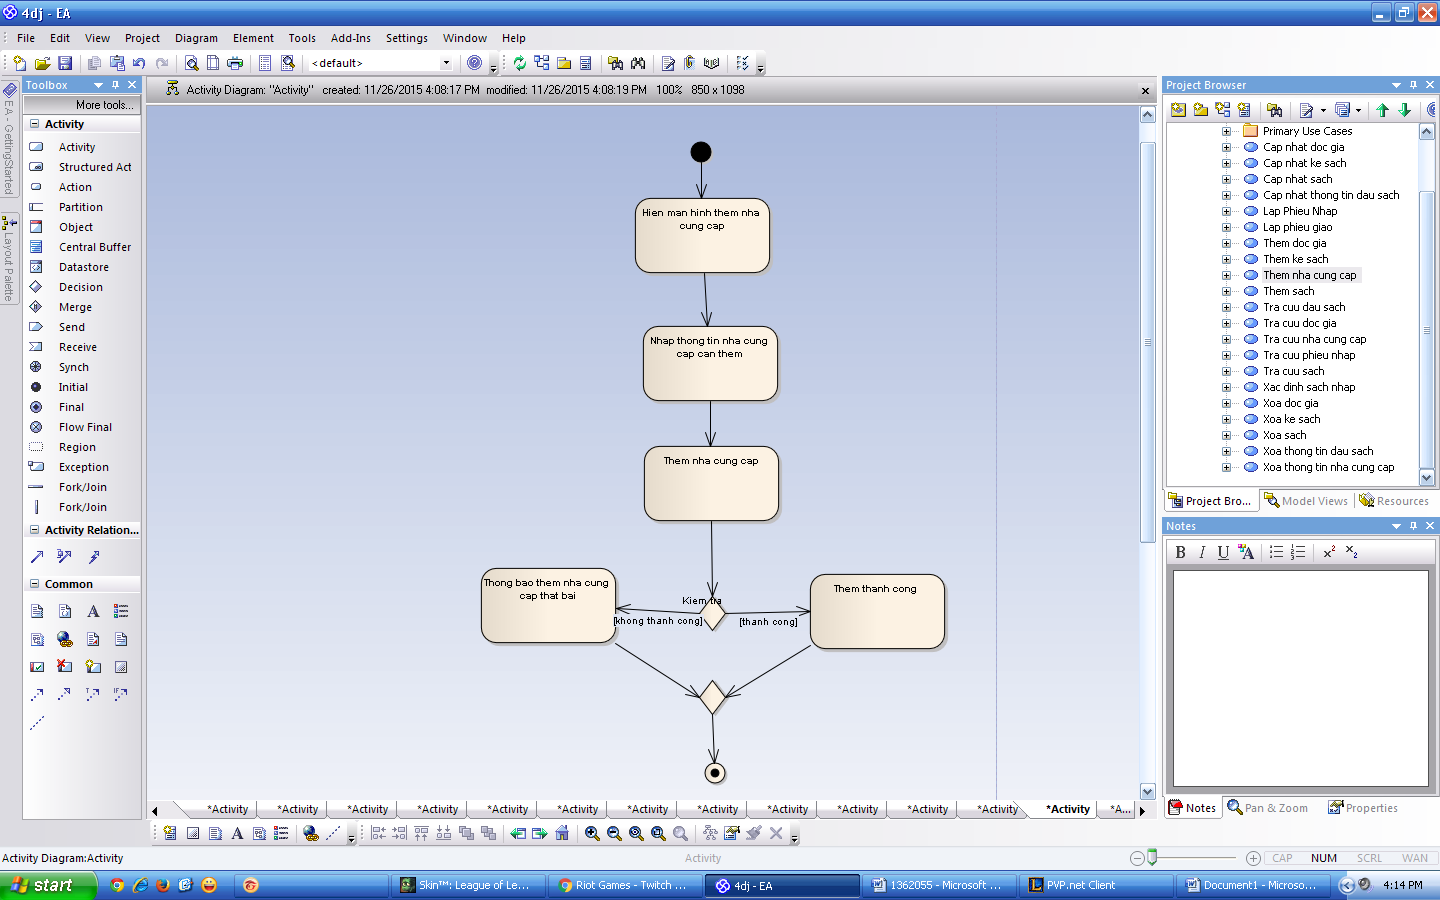 4dj - EA
File Edit View Project Diagram Element Tools Add-Ins Settings Window Help
< default>
EA - GettingStarted
Layout Palette
Toolbox
More tools...
Activity
Activity
Structured Act
Action
Partition
Object
Central Buffer
Datastore
Decision
Merge
Send
Receive
Synch
Initial
Final
Flow Final
Region
Exception
Fork/Join
Fork/Join
Activity Relation...
Common
Activity Diagram: "Activity" created: 11/26/2015 4:08:17 PM modified: 11/26/2015 4:08:19 PM 100% 850 x 1098
Hien man hinh them nha
cung cap
Nhap thong tin nha cung
cap can them
Them nha cung cap
Thong bao them nha cung
cap that bai
Kiem tra
[khong thanh cong]
[thanh cong]
Them thanh cong
*Activity *Activity *Activity *Activity *Activity *Activity *Activity *Activity *Activity *Activity *Activity *Activity *Activity *A...
Project Browser
Primary Use Cases
Cap nhat doc gia
Cap nhat ke sach
Cap nhat sach
Cap nhat thong tin dau sach
Lap Phieu Nhap
Lap phieu giao
Them doc gia
Them ke sach
Them nha cung cap
Them sach
Tra cuu dau sach
Tra cuu doc gia
Tra cuu nha cung cap
Tra cuu phieu nhap
Tra cuu sach
Xac dinh sach nhap
Xoa doc gia
Xoa ke sach
Xoa sach
Xoa thong tin dau sach
Xoa thong tin nha cung cap
Project Bro... Model Views Resources
Notes
B I U A x² x₂
Notes Pan & Zoom Properties
Activity Diagram:Activity
Activity
CAP NUM SCRL WAN
start
Skin™: League of Le...
Riot Games - Twitch ...
4dj - EA
1362055 - Microsoft ...
PVP.net Client
Document1 - Microso...
4:14 PM